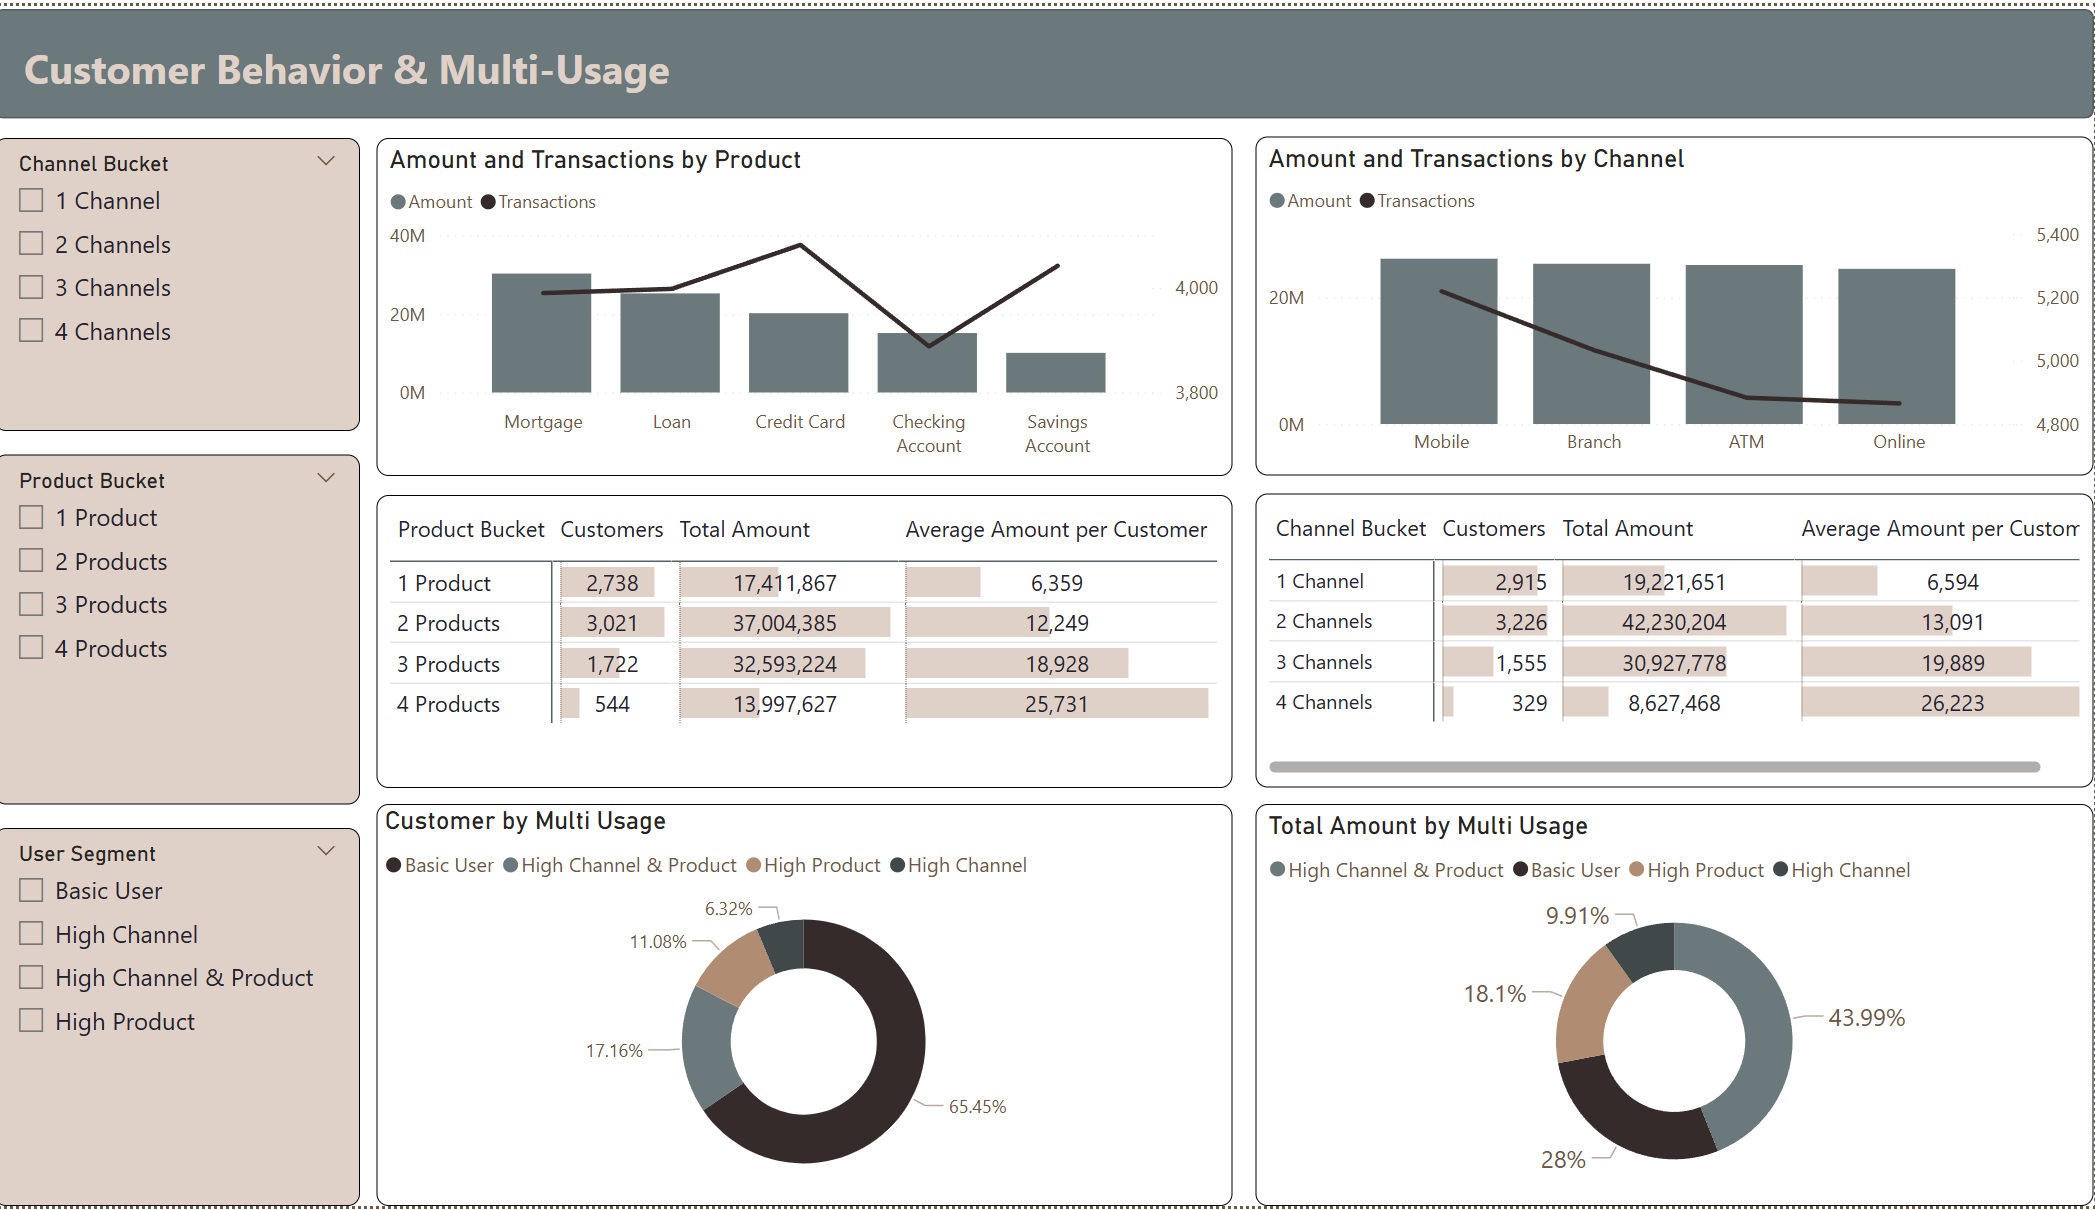 Customer Behavior & Multi-Usage
Channel Bucket
1 Channel
2 Channels
3 Channels
4 Channels
Product Bucket
1 Product
2 Products
3 Products
4 Products
User Segment
Basic User
High Channel
High Channel & Product
High Product
Amount and Transactions by Product
Amount Transactions
40M
20M
0M
4,000
3,800
Mortgage Loan Credit Card Checking Account Savings Account
Amount and Transactions by Channel
Amount Transactions
20M
0M
5,400
5,200
5,000
4,800
Mobile Branch ATM Online
Product Bucket Customers Total Amount Average Amount per Customer
1 Product 2,738 17,411,867 6,359
2 Products 3,021 37,004,385 12,249
3 Products 1,722 32,593,224 18,928
4 Products 544 13,997,627 25,731
Channel Bucket Customers Total Amount Average Amount per Custom
1 Channel 2,915 19,221,651 6,594
2 Channels 3,226 42,230,204 13,091
3 Channels 1,555 30,927,778 19,889
4 Channels 329 8,627,468 26,223
Customer by Multi Usage
Basic User High Channel & Product High Product High Channel
6.32%
11.08%
17.16%
65.45%
Total Amount by Multi Usage
High Channel & Product Basic User High Product High Channel
9.91%
18.1%
43.99%
28%